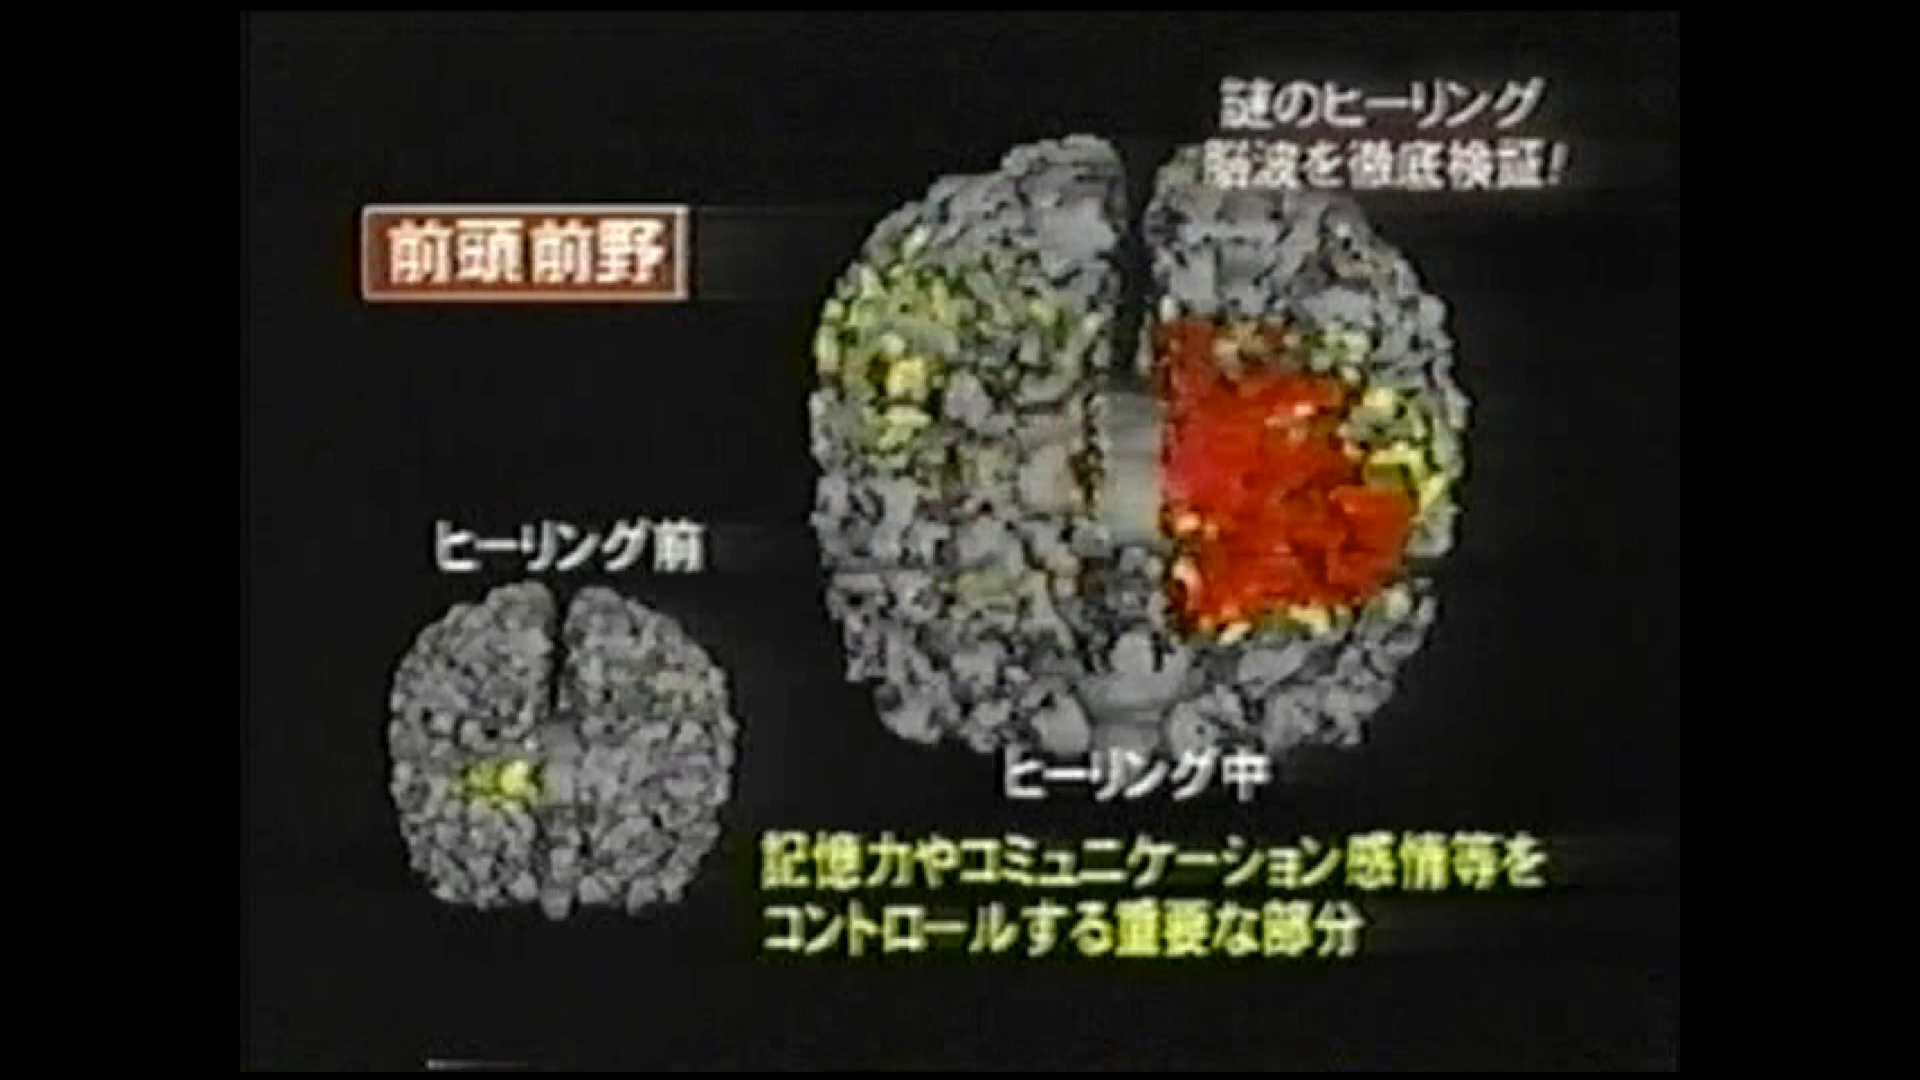 謎のヒーリング
脳波を徹底検証!
前頭前野
ヒーリング前
ヒーリング中
記憶力やコミュニケーション感情等を
コントロールする重要な部分